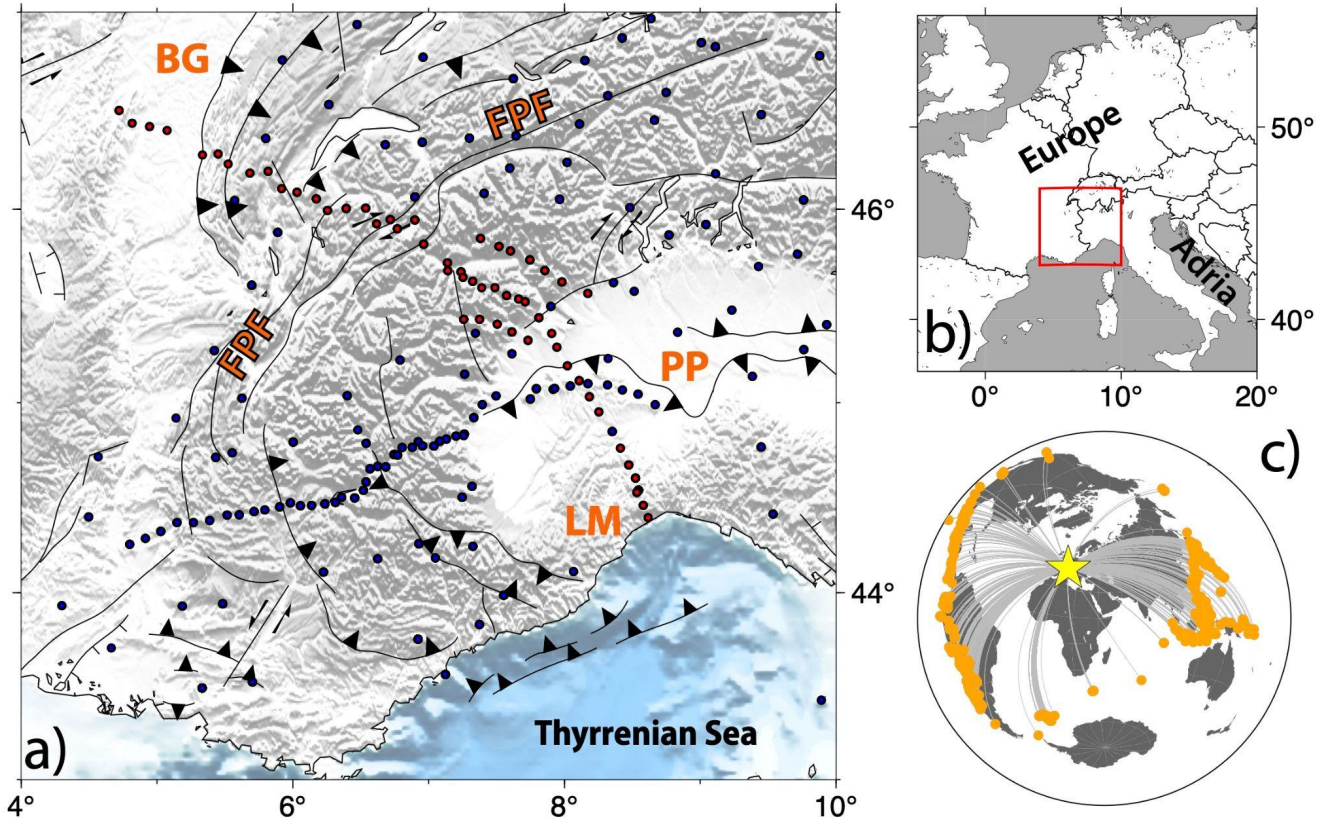 BG
FPF
FPF
PP
LM
Thyrrenian Sea
a)
46°
44°
4°
6°
8°
10°
Europe
Adria
b)
50°
40°
0°
10°
20°
c)